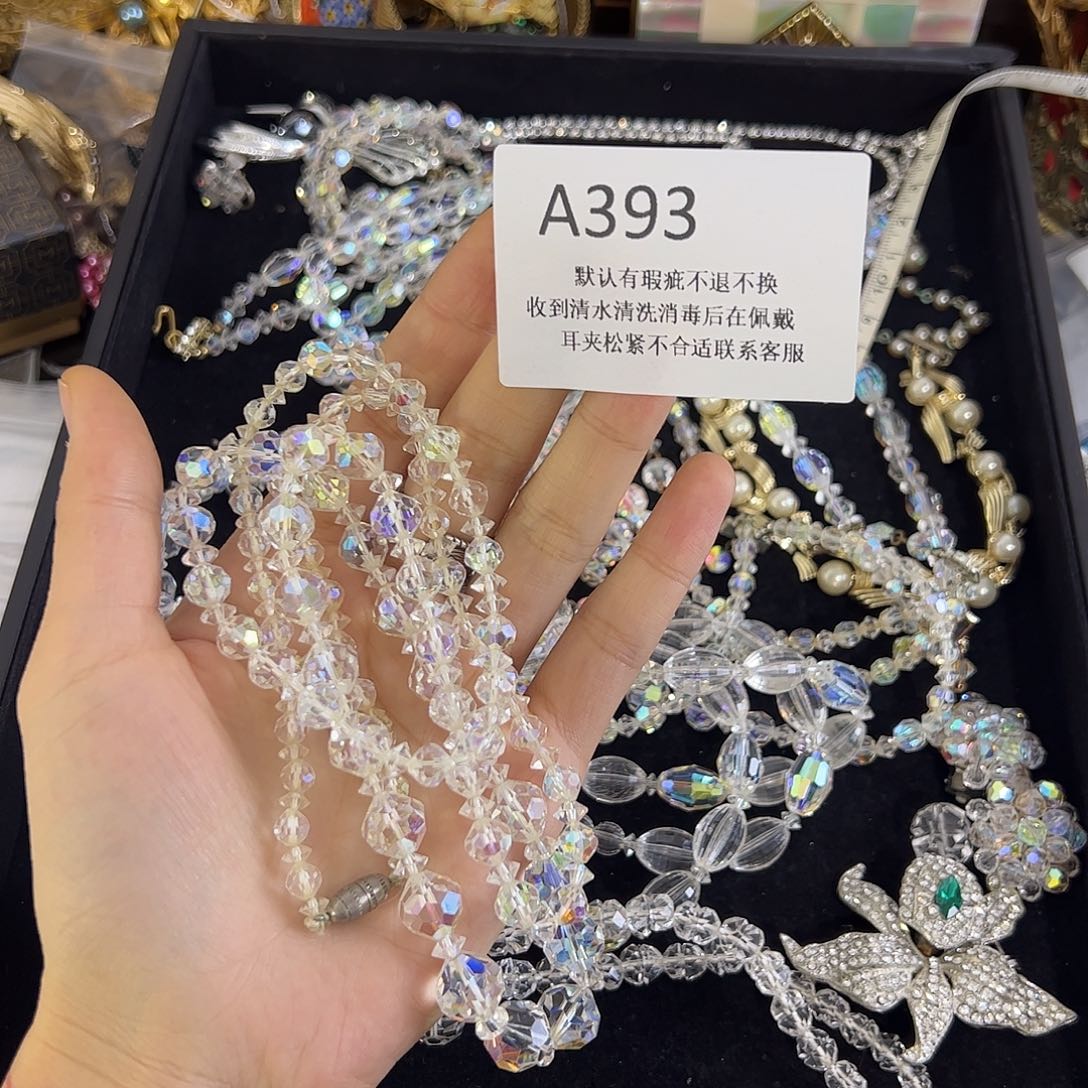 A393
默认有瑕疵不退不换
收到清水清洗消毒后在佩戴
耳夹松紧不合适联系客服